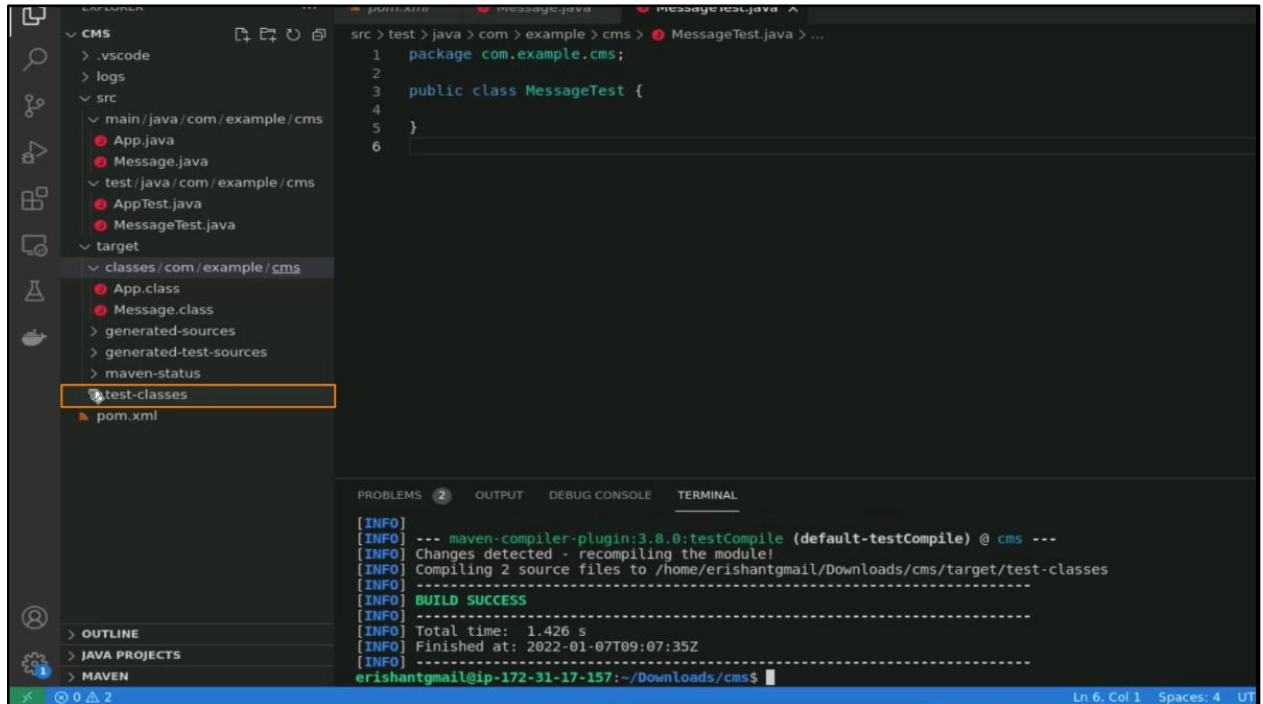 EXPLORER ...
CMS
.vscode
logs
src
main/java/com/example/cms
App.java
Message.java
test/java/com/example/cms
AppTest.java
MessageTest.java
target
classes/com/example/cms
App.class
Message.class
generated-sources
generated-test-sources
maven-status
test-classes
pom.xml
OUTLINE
JAVA PROJECTS
MAVEN
1
pom.xml Message.java MessageTest.java
src > test > java > com > example > cms > MessageTest.java > ...
1 package com.example.cms;
2
3 public class MessageTest {
4
5 }
6
PROBLEMS 2 OUTPUT DEBUG CONSOLE TERMINAL
[INFO]
[INFO] --- maven-compiler-plugin:3.8.0:testCompile (default-testCompile) @ cms ---
[INFO] Changes detected - recompiling the module!
[INFO] Compiling 2 source files to /home/erishantgmail/Downloads/cms/target/test-classes
[INFO] ------------------------------------------------------------------------
[INFO] BUILD SUCCESS
[INFO] ------------------------------------------------------------------------
[INFO] Total time: 1.426 s
[INFO] Finished at: 2022-01-07T09:07:35Z
[INFO] ------------------------------------------------------------------------
erishantgmail@ip-172-31-17-157:~/Downloads/cms$
0 2 Ln 6, Col 1 Spaces: 4 UT